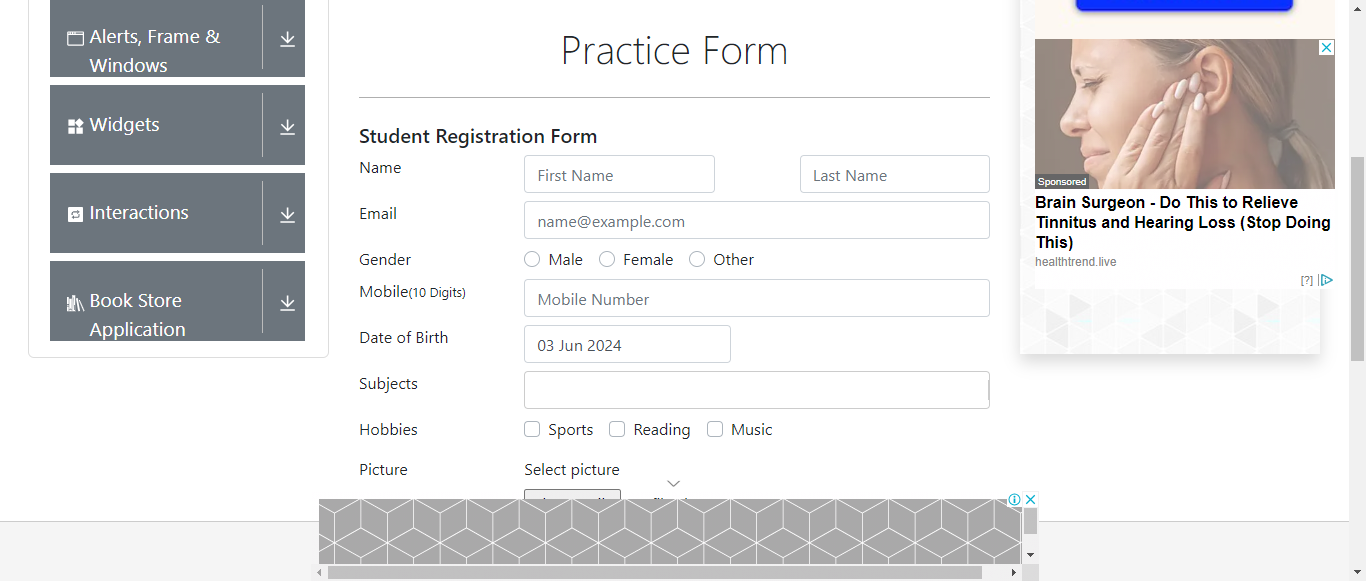 Alerts, Frame &
Windows
Widgets
Interactions
Book Store
Application
Practice Form
Student Registration Form
Name
First Name
Last Name
Email
name@example.com
Gender
Male
Female
Other
Mobile(10 Digits)
Mobile Number
Date of Birth
03 Jun 2024
Subjects
Hobbies
Sports
Reading
Music
Picture
Select picture
Sponsored
Brain Surgeon - Do This to Relieve
Tinnitus and Hearing Loss (Stop Doing
This)
healthtrend.live
[?]